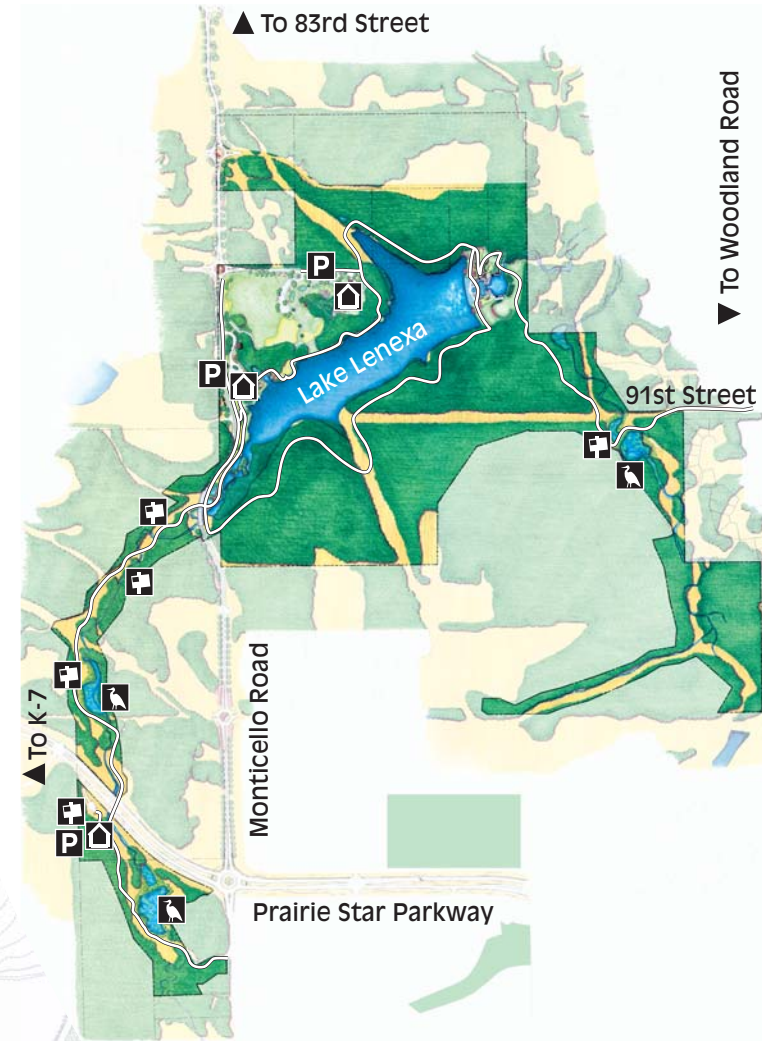 ▲ To 83rd Street
▼ To Woodland Road
P
Lake Lenexa
P
91st Street
Monticello Road
▲ To K-7
P
Prairie Star Parkway